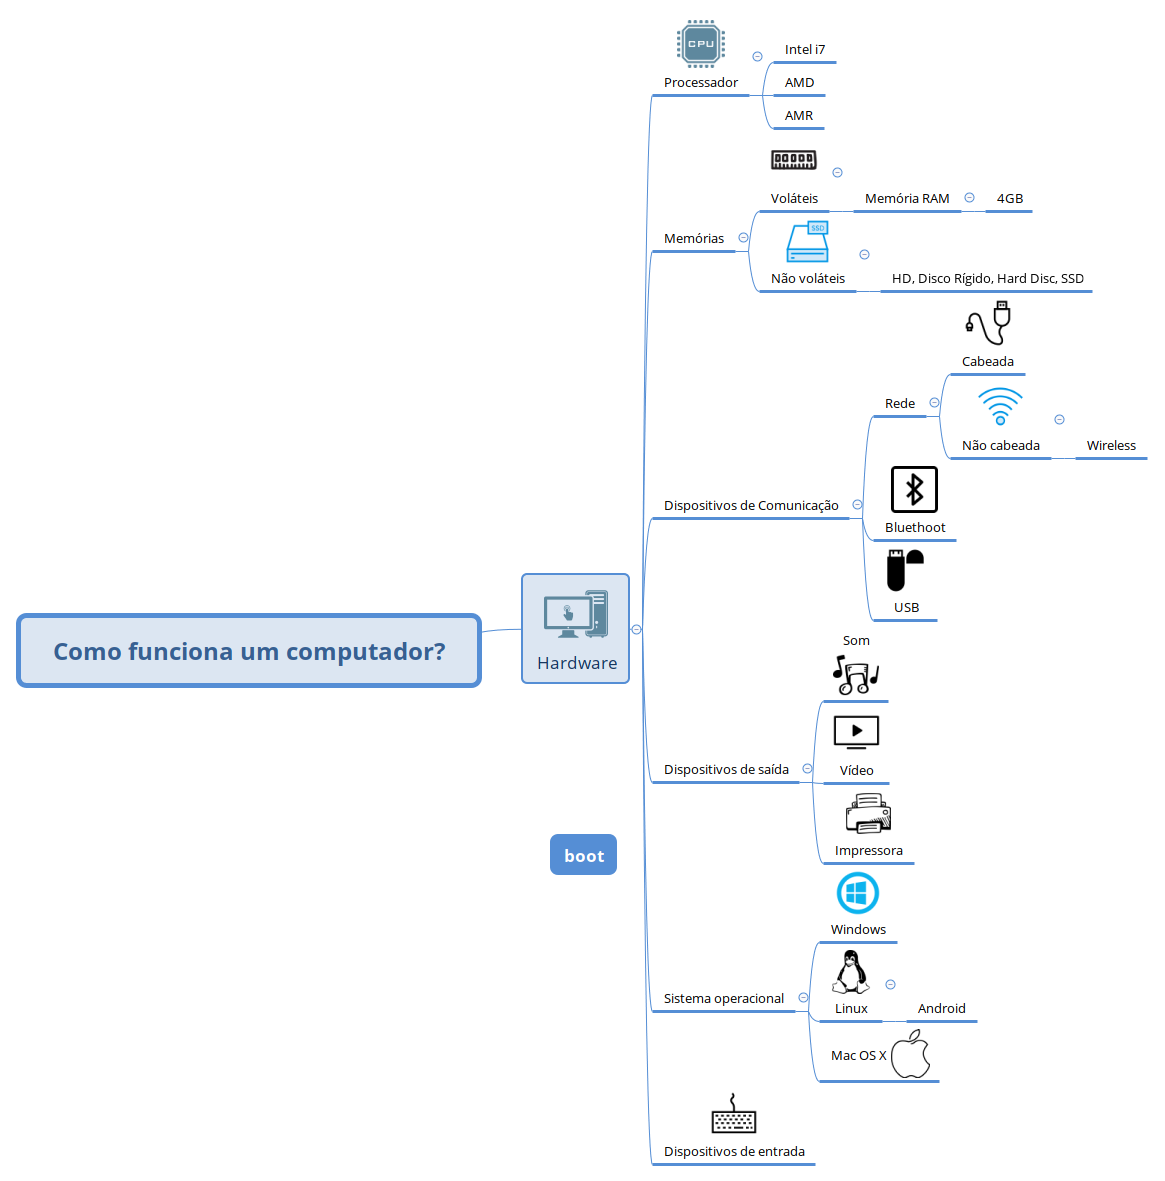 Como funciona um computador?
Hardware
CPU
Processador
Intel i7
AMD
AMR
Memórias
Voláteis
Memória RAM
4GB
SSD
Não voláteis
HD, Disco Rígido, Hard Disc, SSD
Dispositivos de Comunicação
Rede
Cabeada
Não cabeada
Wireless
Bluethoot
USB
Dispositivos de saída
Som
Vídeo
Impressora
boot
Sistema operacional
Windows
Linux
Android
Mac OS X
Dispositivos de entrada